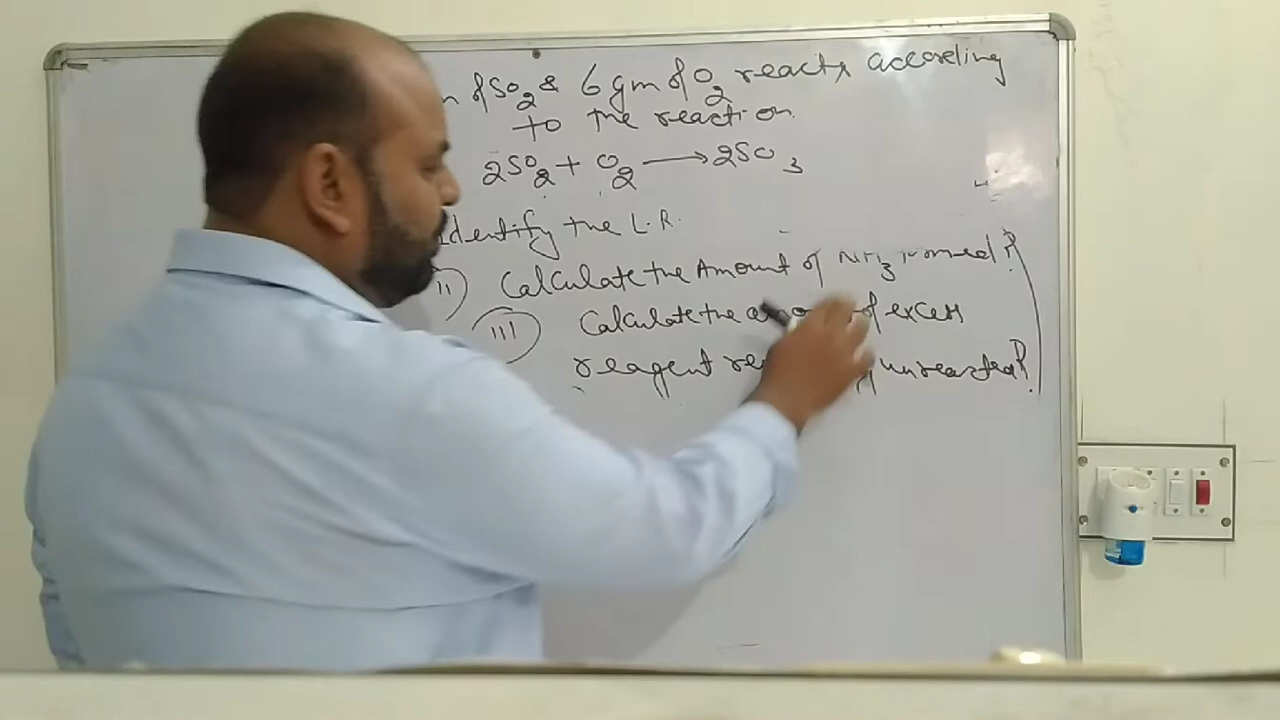 of SO2 & 6 gm of O2 reacts according
to the reaction.
2SO2 + O2 → 2SO3
Identify the L.R.
II) Calculate the Amount of NH3 Formed?
III) Calculate the of excess
reagent unreacted?